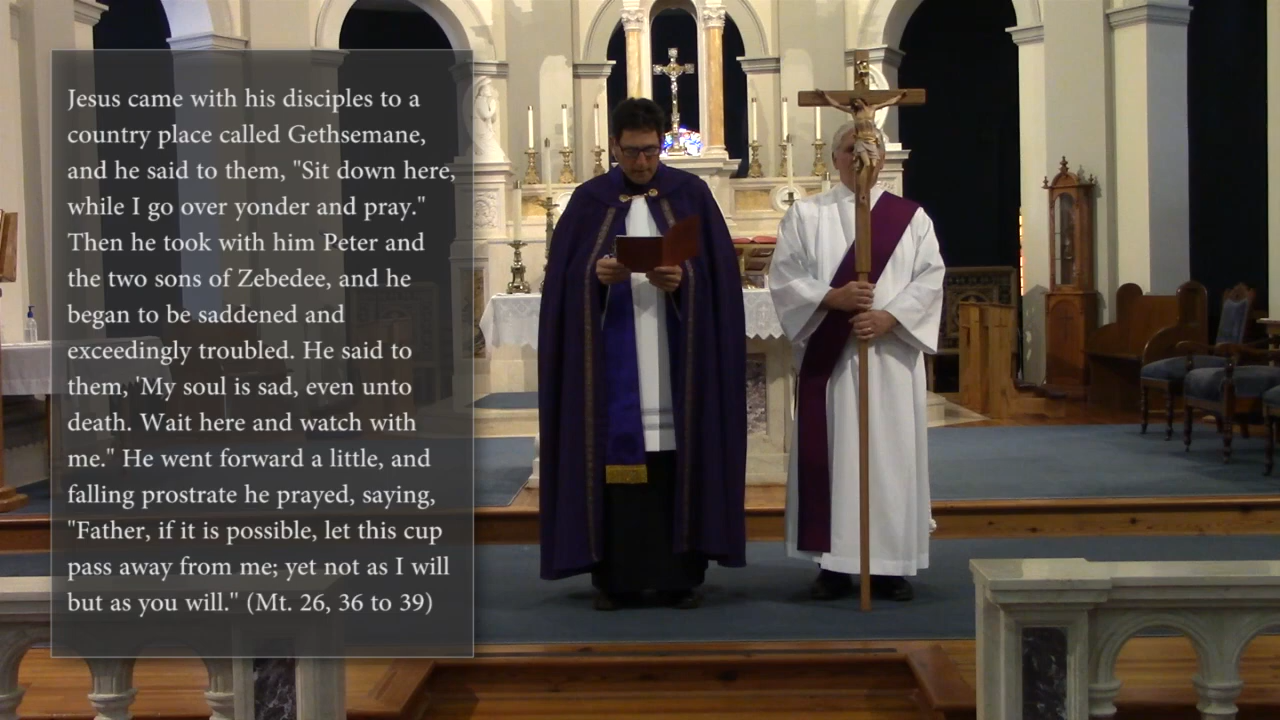 Jesus came with his disciples to a
country place called Gethsemane,
and he said to them, "Sit down here,
while I go over yonder and pray."
Then he took with him Peter and
the two sons of Zebedee, and he
began to be saddened and
exceedingly troubled. He said to
them, 'My soul is sad, even unto
death. Wait here and watch with
me." He went forward a little, and
falling prostrate he prayed, saying,
"Father, if it is possible, let this cup
pass away from me; yet not as I will
but as you will." (Mt. 26, 36 to 39)